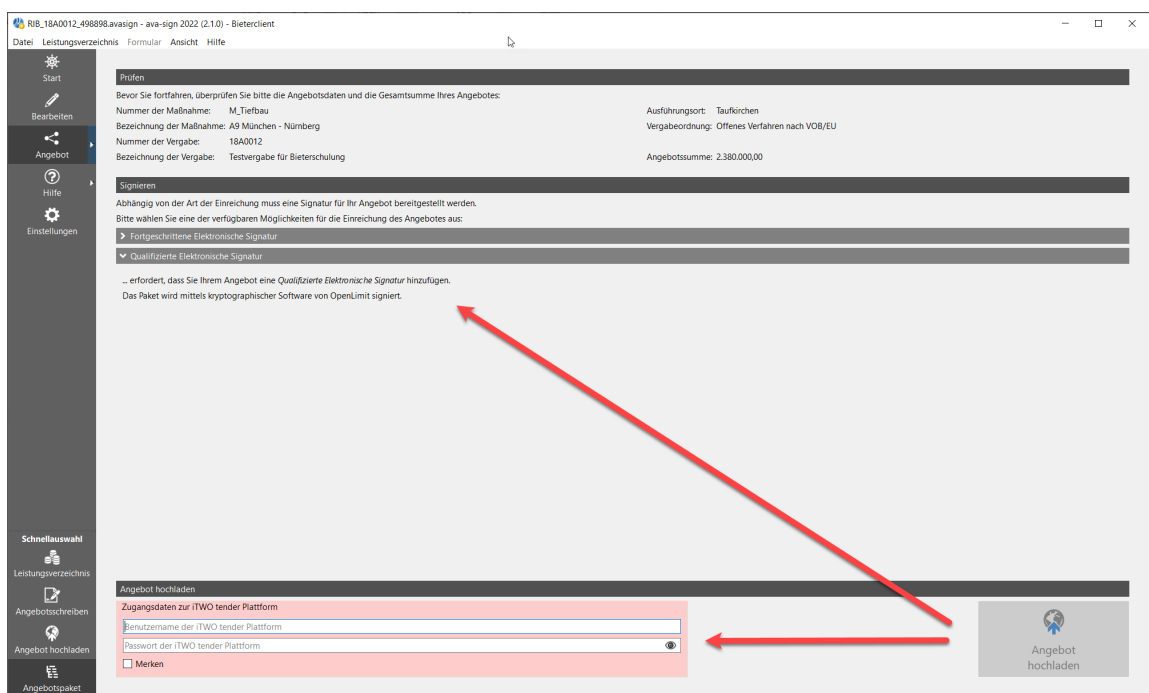 RIB_18A0012_498898.avasign - ava-sign 2022 (2.1.0) - Bieterclient
Datei Leistungsverzeichnis Formular Ansicht Hilfe
Start
Bearbeiten
Angebot
Hilfe
Einstellungen
Prüfen
Bevor Sie fortfahren, überprüfen Sie bitte die Angebotsdaten und die Gesamtsumme Ihres Angebotes:
Nummer der Maßnahme: M_Tiefbau Ausführungsort: Taufkirchen
Bezeichnung der Maßnahme: A9 München - Nürnberg Vergabeordnung: Offenes Verfahren nach VOB/EU
Nummer der Vergabe: 18A0012
Bezeichnung der Vergabe: Testvergabe für Bieterschulung Angebotssumme: 2.380.000,00
Signieren
Abhängig von der Art der Einreichung muss eine Signatur für Ihr Angebot bereitgestellt werden.
Bitte wählen Sie eine der verfügbaren Möglichkeiten für die Einreichung des Angebotes aus:
Fortgeschrittene Elektronische Signatur
Qualifizierte Elektronische Signatur
... erfordert, dass Sie Ihrem Angebot eine Qualifizierte Elektronische Signatur hinzufügen.
Das Paket wird mittels kryptographischer Software von OpenLimit signiert.
Schnellauswahl
Leistungsverzeichnis
Angebotsschreiben
Angebot hochladen
Angebotspaket
Angebot hochladen
Zugangsdaten zur iTWO tender Plattform
Benutzername der iTWO tender Plattform
Passwort der iTWO tender Plattform
Merken
Angebot
hochladen